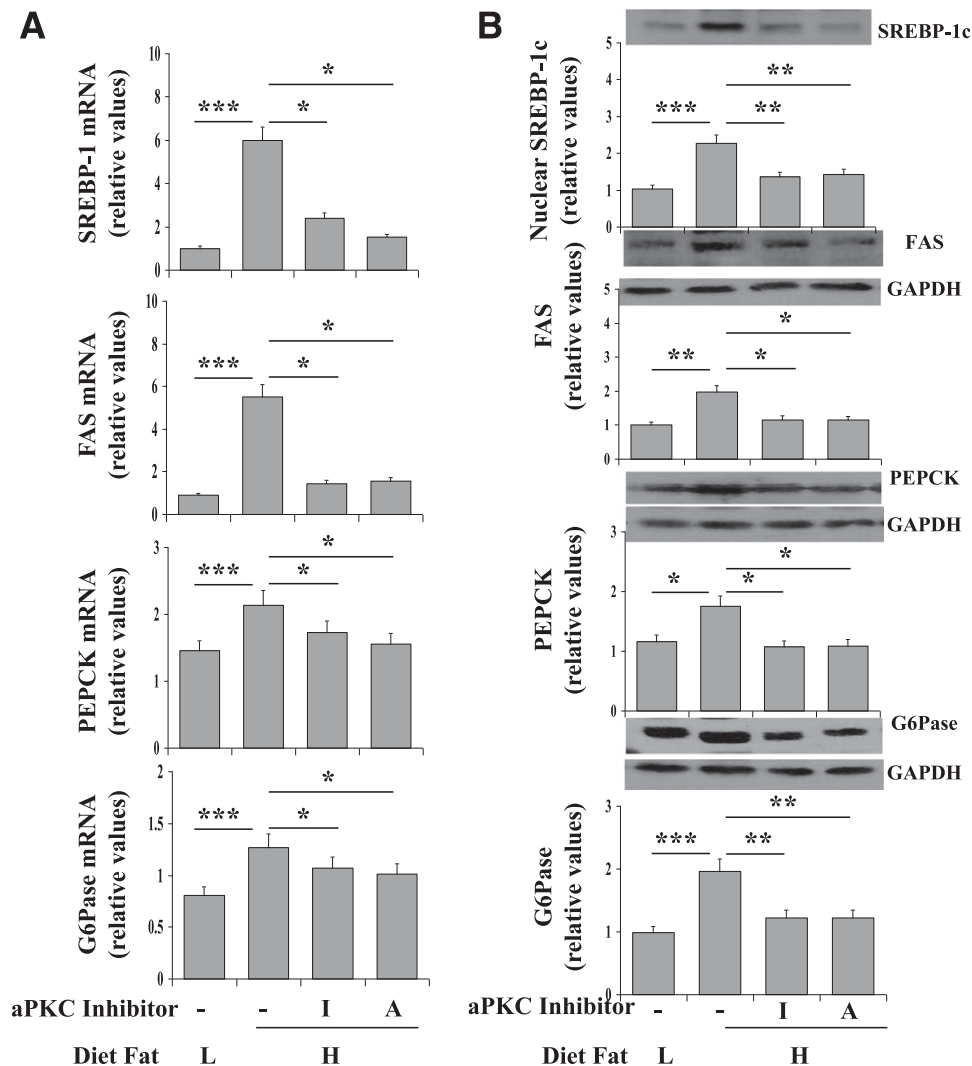 A
SREBP-1 mRNA
(relative values)
10
8
6
4
2
0
***
*
*
FAS mRNA
(relative values)
10
8
6
4
2
0
***
*
*
PEPCK mRNA
(relative values)
3
2
1
0
***
*
*
G6Pase mRNA
(relative values)
2
1.5
1
0.5
0
***
*
*
aPKC Inhibitor - - I A
Diet Fat L H
B
SREBP-1c
Nuclear SREBP-1c
(relative values)
5
4
3
2
1
0
***
**
**
FAS
GAPDH
FAS
(relative values)
5
4
3
2
1
0
**
*
*
PEPCK
GAPDH
PEPCK
(relative values)
3
2
1
0
*
*
*
G6Pase
GAPDH
G6Pase
(relative values)
3
2
1
0
***
**
**
aPKC Inhibitor - - I A
Diet Fat L H